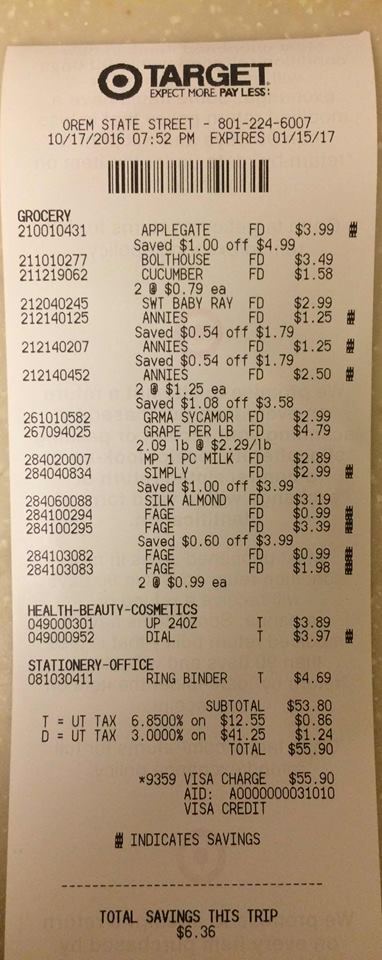 TARGET
EXPECT MORE. PAY LESS.
OREM STATE STREET - 801-224-6007
10/17/2016 07:52 PM EXPIRES 01/15/17
GROCERY
210010431 APPLEGATE FD $3.99 #
Saved $1.00 off $4.99
211010277 BOLTHOUSE FD $3.49
211219062 CUCUMBER FD $1.58
2 @ $0.79 ea
212040245 SWT BABY RAY FD $2.99
212140125 ANNIES FD $1.25 #
Saved $0.54 off $1.79
212140207 ANNIES FD $1.25 #
Saved $0.54 off $1.79
212140452 ANNIES FD $2.50 #
2 @ $1.25 ea
Saved $1.08 off $3.58
261010582 GRMA SYCAMOR FD $2.99
267094025 GRAPE PER LB FD $4.79
2.09 lb @ $2.29/lb
284020007 MP 1 PC MILK FD $2.89
284040834 SIMPLY FD $2.99 #
Saved $1.00 off $3.99
284060088 SILK ALMOND FD $3.19
284100294 FAGE FD $0.99 #
284100295 FAGE FD $3.39 #
Saved $0.60 off $3.99
284103082 FAGE FD $0.99 #
284103083 FAGE FD $1.98 #
2 @ $0.99 ea
HEALTH-BEAUTY-COSMETICS
049000301 UP 24OZ T $3.89
049000952 DIAL T $3.97 #
STATIONERY-OFFICE
081030411 RING BINDER T $4.69
SUBTOTAL $53.80
T = UT TAX 6.8500% on $12.55 $0.86
D = UT TAX 3.0000% on $41.25 $1.24
TOTAL $55.90
*9359 VISA CHARGE $55.90
AID: A0000000031010
VISA CREDIT
# INDICATES SAVINGS
TOTAL SAVINGS THIS TRIP
$6.36